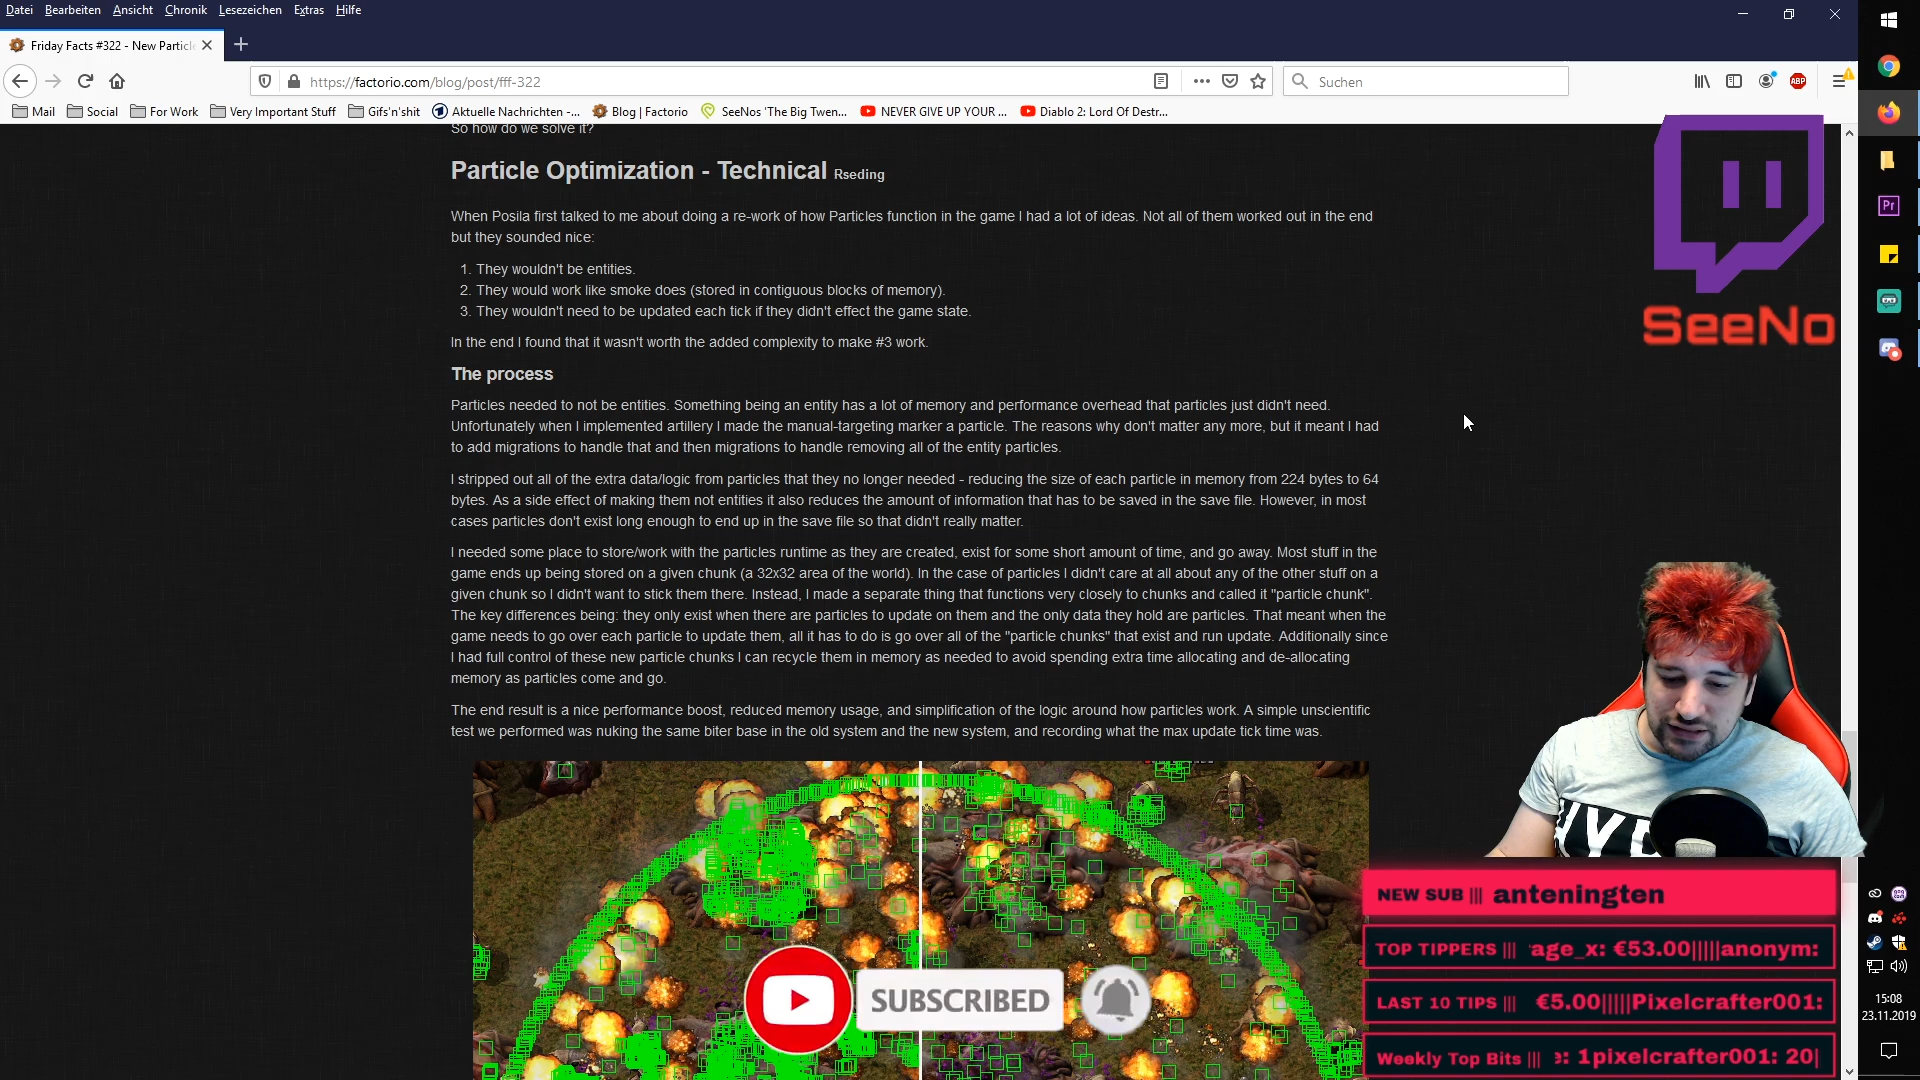 Datei Bearbeiten Ansicht Chronik Lesezeichen Extras Hilfe
Friday Facts #322 - New Particl
https://factorio.com/blog/post/fff-322
Suchen
ABP
Mail Social For Work Very Important Stuff Gifs'n'shit Aktuelle Nachrichten -... Blog | Factorio SeeNos 'The Big Twen... NEVER GIVE UP YOUR ... Diablo 2: Lord Of Destr...
So how do we solve it?
Particle Optimization - Technical Rseding
When Posila first talked to me about doing a re-work of how Particles function in the game I had a lot of ideas. Not all of them worked out in the end
but they sounded nice:
1. They wouldn't be entities.
2. They would work like smoke does (stored in contiguous blocks of memory).
3. They wouldn't need to be updated each tick if they didn't effect the game state.
In the end I found that it wasn't worth the added complexity to make #3 work.
The process
Particles needed to not be entities. Something being an entity has a lot of memory and performance overhead that particles just didn't need.
Unfortunately when I implemented artillery I made the manual-targeting marker a particle. The reasons why don't matter any more, but it meant I had
to add migrations to handle that and then migrations to handle removing all of the entity particles.
I stripped out all of the extra data/logic from particles that they no longer needed - reducing the size of each particle in memory from 224 bytes to 64
bytes. As a side effect of making them not entities it also reduces the amount of information that has to be saved in the save file. However, in most
cases particles don't exist long enough to end up in the save file so that didn't really matter.
I needed some place to store/work with the particles runtime as they are created, exist for some short amount of time, and go away. Most stuff in the
game ends up being stored on a given chunk (a 32x32 area of the world). In the case of particles I didn't care at all about any of the other stuff on a
given chunk so I didn't want to stick them there. Instead, I made a separate thing that functions very closely to chunks and called it "particle chunk".
The key differences being: they only exist when there are particles to update on them and the only data they hold are particles. That meant when the
game needs to go over each particle to update them, all it has to do is go over all of the "particle chunks" that exist and run update. Additionally since
I had full control of these new particle chunks I can recycle them in memory as needed to avoid spending extra time allocating and de-allocating
memory as particles come and go.
The end result is a nice performance boost, reduced memory usage, and simplification of the logic around how particles work. A simple unscientific
test we performed was nuking the same biter base in the old system and the new system, and recording what the max update tick time was.
SeeNo
Pr
SUBSCRIBED
NEW SUB ||| anteningten
TOP TIPPERS ||| age_x: €53.00|||||anonym:
LAST 10 TIPS ||| €5.00|||||Pixelcrafter001:
Weekly Top Bits ||| e: 1pixelcrafter001: 20|
15:08
23.11.2019